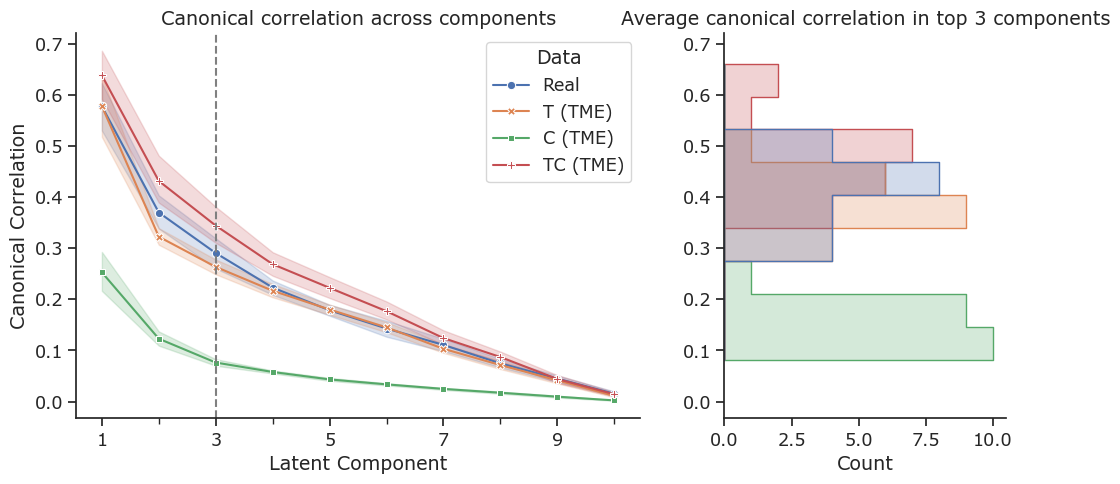 Canonical correlation across components
Canonical Correlation
0.7
0.6
0.5
0.4
0.3
0.2
0.1
0.0
1
3
5
7
9
Latent Component
Data
Real
T (TME)
C (TME)
TC (TME)
Average canonical correlation in top 3 components
0.7
0.6
0.5
0.4
0.3
0.2
0.1
0.0
0.0
2.5
5.0
7.5
10.0
Count